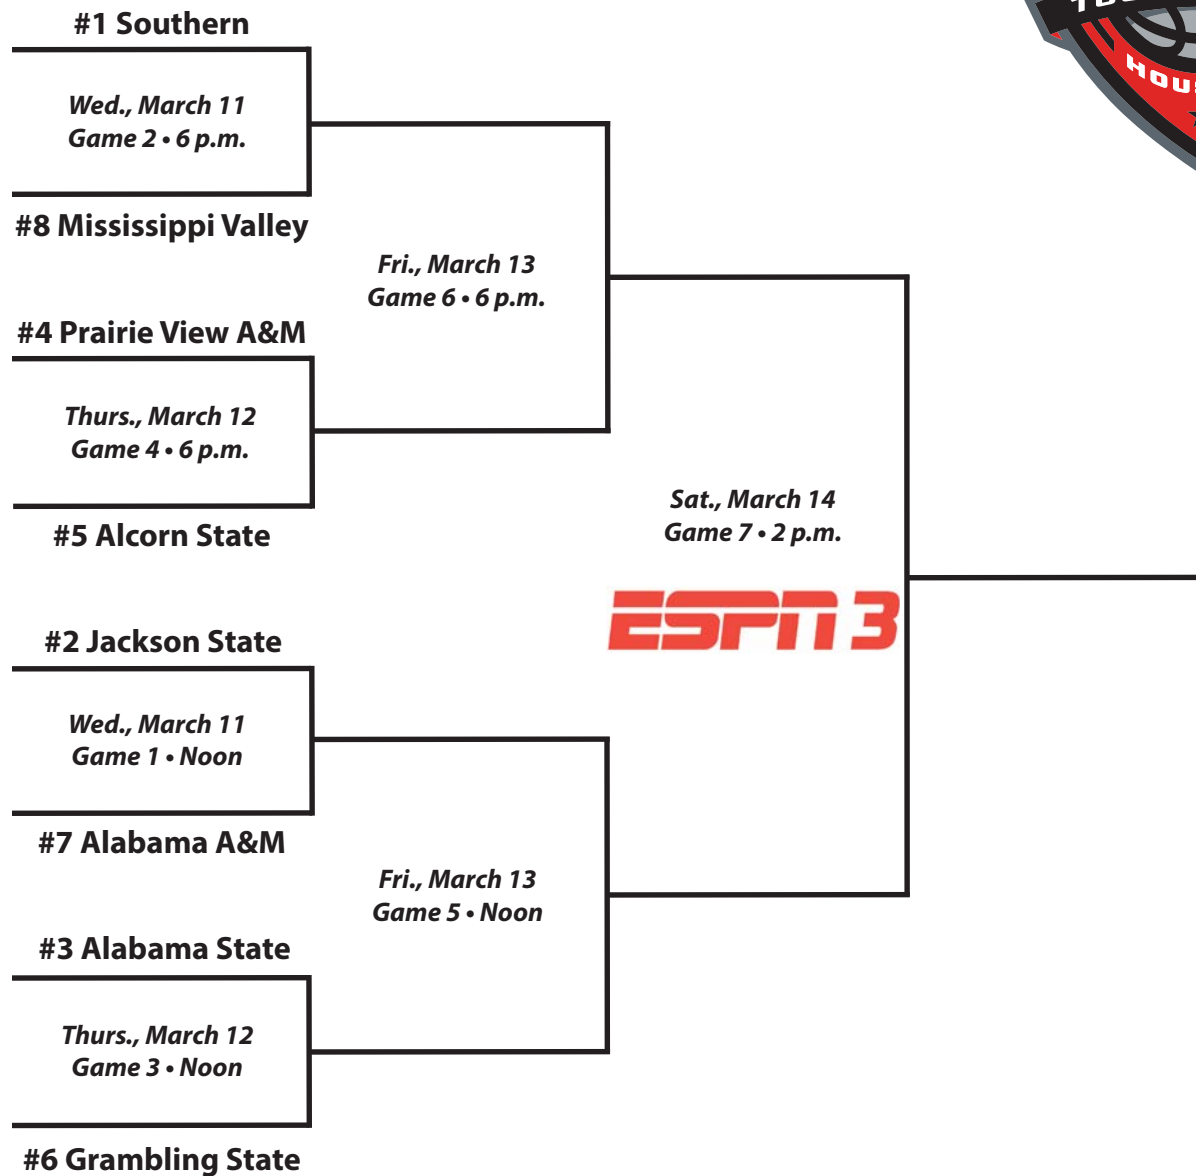 #1 Southern
Wed., March 11
Game 2 • 6 p.m.
#8 Mississippi Valley
Fri., March 13
Game 6 • 6 p.m.
#4 Prairie View A&M
Thurs., March 12
Game 4 • 6 p.m.
#5 Alcorn State
Sat., March 14
Game 7 • 2 p.m.
ESPN 3
#2 Jackson State
Wed., March 11
Game 1 • Noon
#7 Alabama A&M
Fri., March 13
Game 5 • Noon
#3 Alabama State
Thurs., March 12
Game 3 • Noon
#6 Grambling State